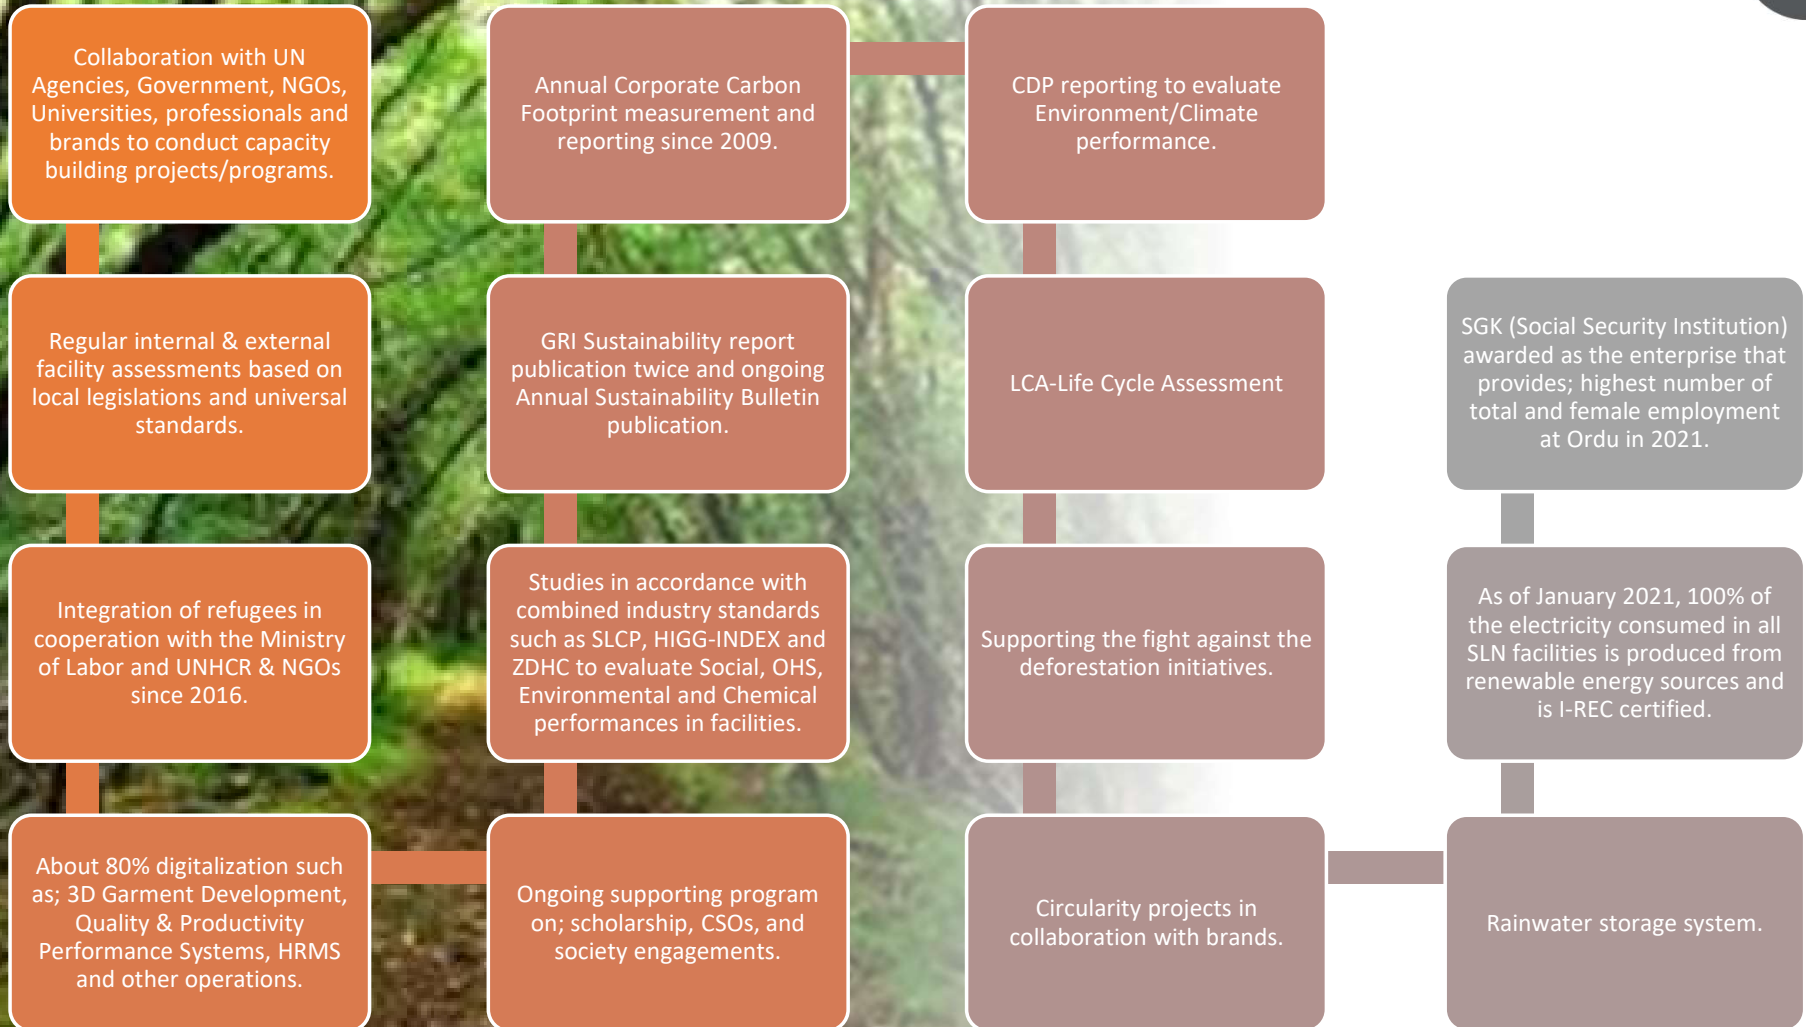 Collaboration with UN
Agencies, Government, NGOs,
Universities, professionals and
brands to conduct capacity
building projects/programs.
Regular internal & external
facility assessments based on
local legislations and universal
standards.
Integration of refugees in
cooperation with the Ministry
of Labor and UNHCR & NGOs
since 2016.
About 80% digitalization such
as; 3D Garment Development,
Quality & Productivity
Performance Systems, HRMS
and other operations.
Ongoing supporting program
on; scholarship, CSOs, and
society engagements.
Studies in accordance with
combined industry standards
such as SLCP, HIGG-INDEX and
ZDHC to evaluate Social, OHS,
Environmental and Chemical
performances in facilities.
GRI Sustainability report
publication twice and ongoing
Annual Sustainability Bulletin
publication.
Annual Corporate Carbon
Footprint measurement and
reporting since 2009.
CDP reporting to evaluate
Environment/Climate
performance.
LCA-Life Cycle Assessment
Supporting the fight against the
deforestation initiatives.
Circularity projects in
collaboration with brands.
Rainwater storage system.
As of January 2021, 100% of
the electricity consumed in all
SLN facilities is produced from
renewable energy sources and
is I-REC certified.
SGK (Social Security Institution)
awarded as the enterprise that
provides; highest number of
total and female employment
at Ordu in 2021.